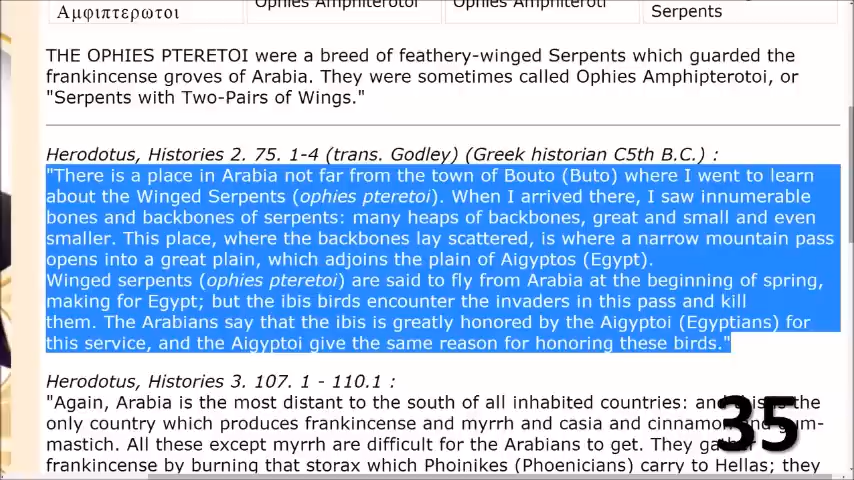 Αμφιπτερωτοι
Ophies Amphipterotoi
Ophies Amphipteroti
Serpents
THE OPHIES PTERETOI were a breed of feathery-winged Serpents which guarded the
frankincense groves of Arabia. They were sometimes called Ophies Amphipterotoi, or
"Serpents with Two-Pairs of Wings."
Herodotus, Histories 2. 75. 1-4 (trans. Godley) (Greek historian C5th B.C.) :
"There is a place in Arabia not far from the town of Bouto (Buto) where I went to learn
about the Winged Serpents (ophies pteretoi). When I arrived there, I saw innumerable
bones and backbones of serpents: many heaps of backbones, great and small and even
smaller. This place, where the backbones lay scattered, is where a narrow mountain pass
opens into a great plain, which adjoins the plain of Aigyptos (Egypt).
Winged serpents (ophies pteretoi) are said to fly from Arabia at the beginning of spring,
making for Egypt; but the ibis birds encounter the invaders in this pass and kill
them. The Arabians say that the ibis is greatly honored by the Aigyptoi (Egyptians) for
this service, and the Aigyptoi give the same reason for honoring these birds."
Herodotus, Histories 3. 107. 1 - 110.1 :
"Again, Arabia is the most distant to the south of all inhabited countries: and this is the
only country which produces frankincense and myrrh and casia and cinnamon and gum-
mastich. All these except myrrh are difficult for the Arabians to get. They gather
frankincense by burning that storax which Phoinikes (Phoenicians) carry to Hellas; they
35